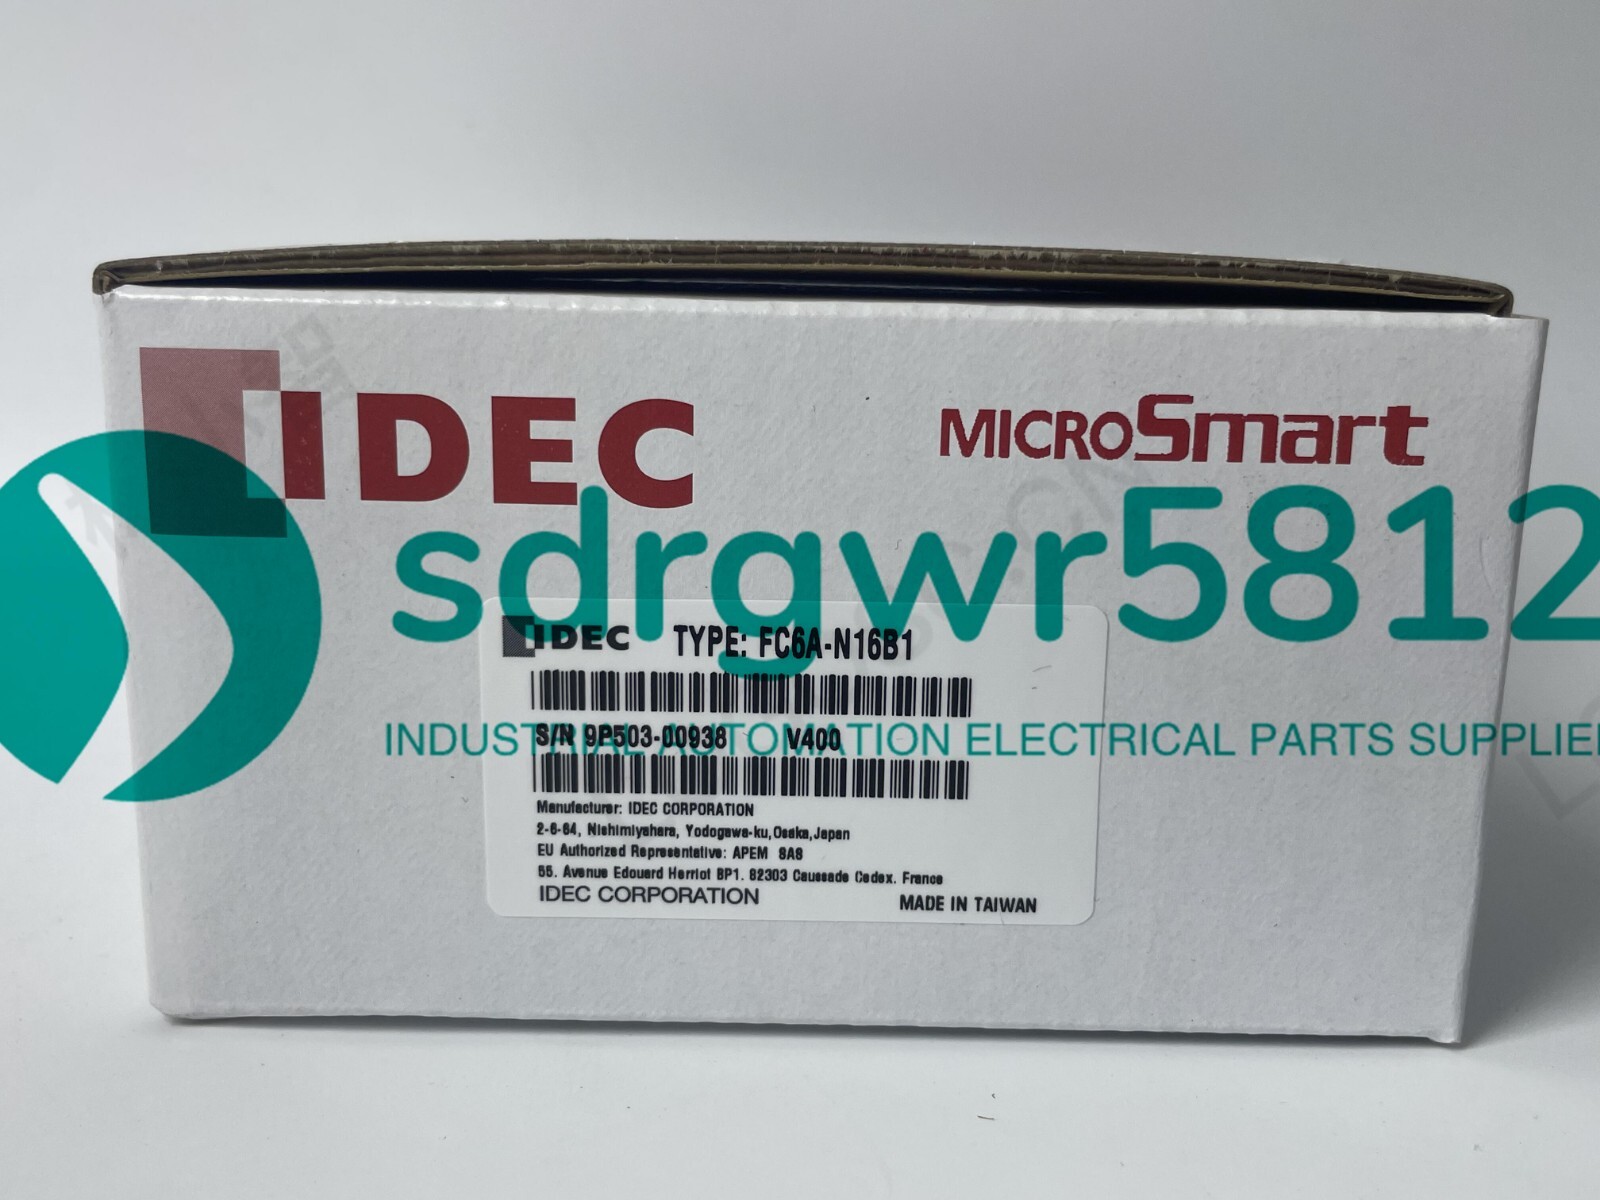 IDEC
MICROSmart
sdrgwr5812
IDEC TYPE: FC6A-N16B1
INDUSTRIAL AUTOMATION ELECTRICAL PARTS SUPPLIE
S/N 9P503-00938 V400
Manufacturer: IDEC CORPORATION
2-6-64, Nishimiyahara, Yodogawa-ku, Osaka, Japan
EU Authorized Representative: APEM SAS
55. Avenue Edouard Herriot BP1. 82303 Caussade Cedex. France
IDEC CORPORATION
MADE IN TAIWAN